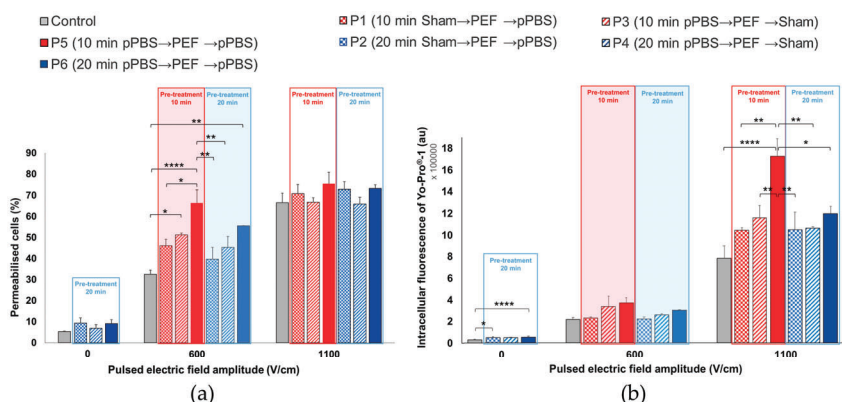 Control
P1 (10 min Sham→PEF →pPBS)
P3 (10 min pPBS→PEF→Sham)
P5 (10 min pPBS→PEF →pPBS)
P2 (20 min Sham→PEF →pPBS)
P4 (20 min pPBS→PEF→Sham)
P6 (20 min pPBS→PEF →pPBS)
Permeabilised cells (%)
90
80
70
60
50
40
30
20
10
0
Pre-treatment
20 min
Pre-treatment
10 min
Pre-treatment
20 min
Pre-treatment
10 min
Pre-treatment
20 min
**
**
**
****
*
*
0
600
1100
Pulsed electric field amplitude (V/cm)
(a)
Intracellular fluorescence of Yo-Pro®-1 (au)
x 100000
18
16
14
12
10
8
6
4
2
0
Pre-treatment
20 min
Pre-treatment
10 min
Pre-treatment
20 min
Pre-treatment
10 min
Pre-treatment
20 min
****
*
**
**
****
*
**
**
0
600
1100
Pulsed electric field amplitude (V/cm)
(b)